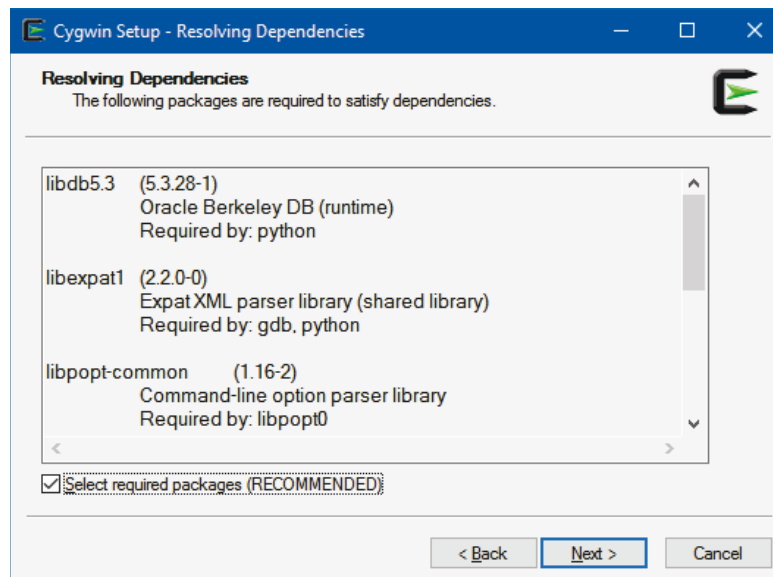 Cygwin Setup - Resolving Dependencies
Resolving Dependencies
The following packages are required to satisfy dependencies.
libdb5.3 (5.3.28-1)
Oracle Berkeley DB (runtime)
Required by: python
libexpat1 (2.2.0-0)
Expat XML parser library (shared library)
Required by: gdb, python
libpopt-common (1.16-2)
Command-line option parser library
Required by: libpopt0
Select required packages (RECOMMENDED)
< Back Next > Cancel